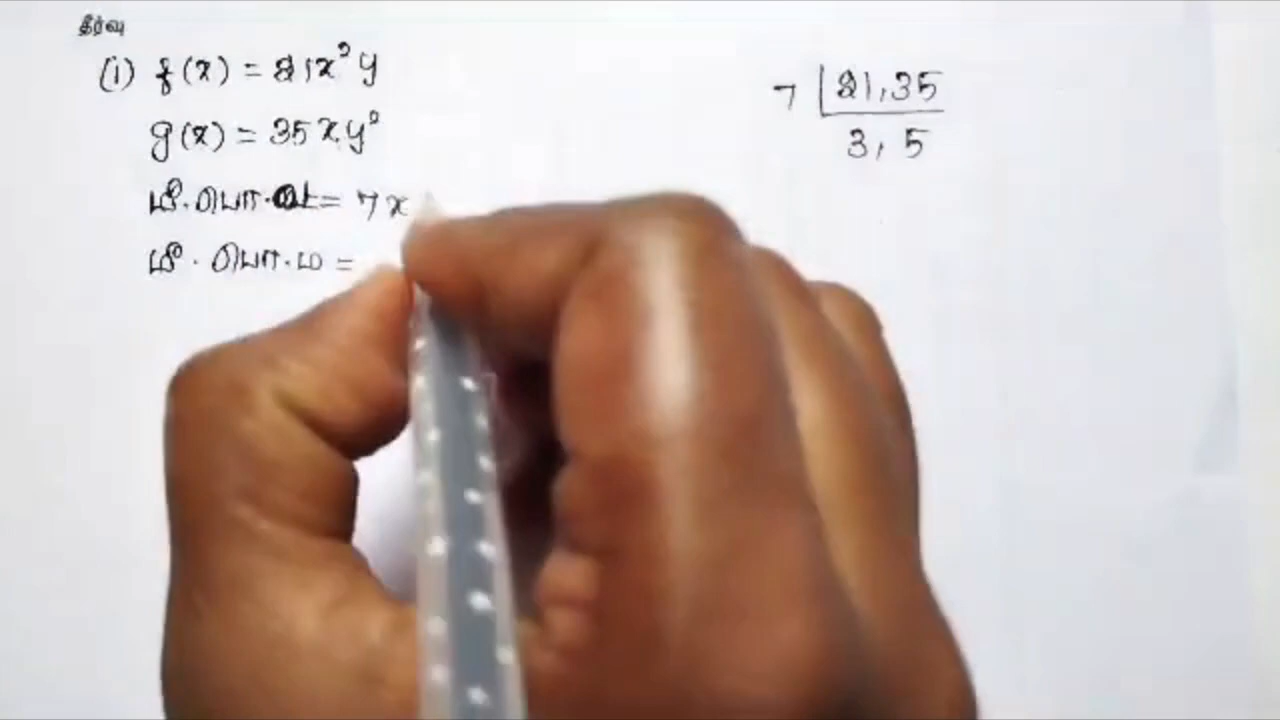 தீர்வு
(i) f(x) = 21x²y
g(x) = 35xy²
மீ.பொ.வ = 7x
மீ.பொ.ம =
7 | 21, 35
3, 5